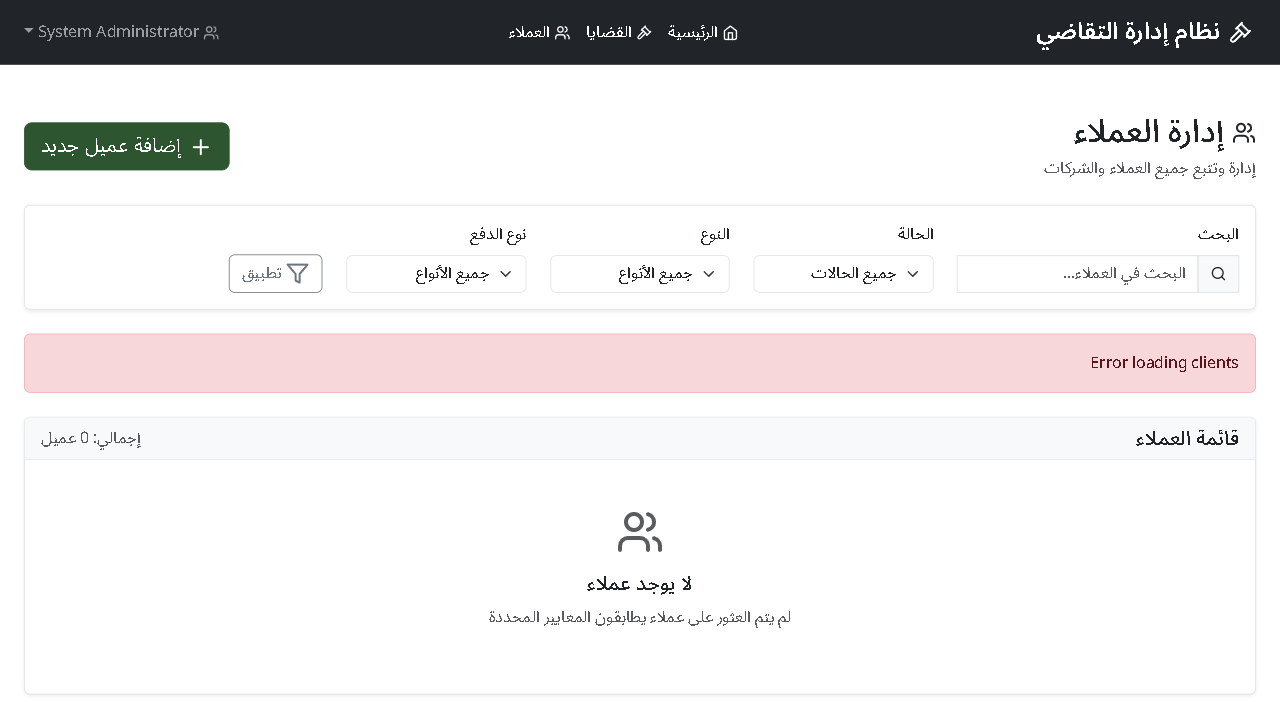 نظام إدارة التقاضي
الرئيسية
القضايا
العملاء
System Administrator
إدارة العملاء
إدارة وتتبع جميع العملاء والشركات
إضافة عميل جديد
البحث
الحالة
النوع
نوع الدفع
البحث في العملاء...
جميع الحالات
جميع الأنواع
جميع الأنواع
تطبيق
Error loading clients
قائمة العملاء
إجمالي: 0 عميل
لا يوجد عملاء
لم يتم العثور على عملاء يطابقون المعايير المحددة